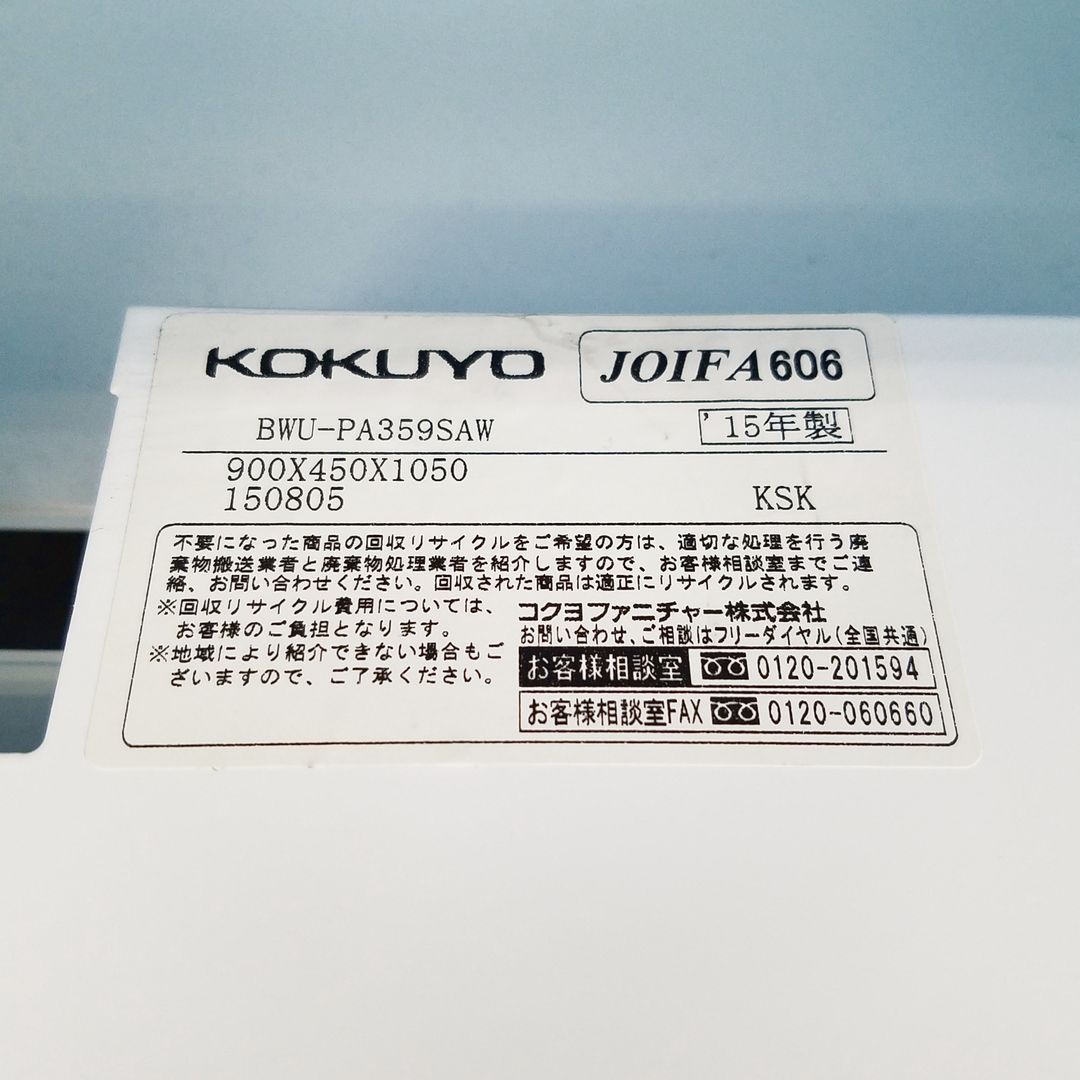 KOKUYO JOIFA606
BWU-PA359SAW '15年製
900X450X1050
150805 KSK
不要になった商品の回収リサイクルをご希望の方は、適切な処理を行う廃
棄物搬送業者と廃棄物処理業者を紹介しますので、お客様相談室までご連
絡、お問い合わせください。回収された商品は適正にリサイクルされます。
※回収リサイクル費用については、
お客様のご負担となります。
※地域により紹介できない場合もご
ざいますので、ご了承ください。
コクヨファニチャー株式会社
お問い合わせ、ご相談はフリーダイヤル(全国共通)
お客様相談室 0120-201594
お客様相談室FAX 0120-060660